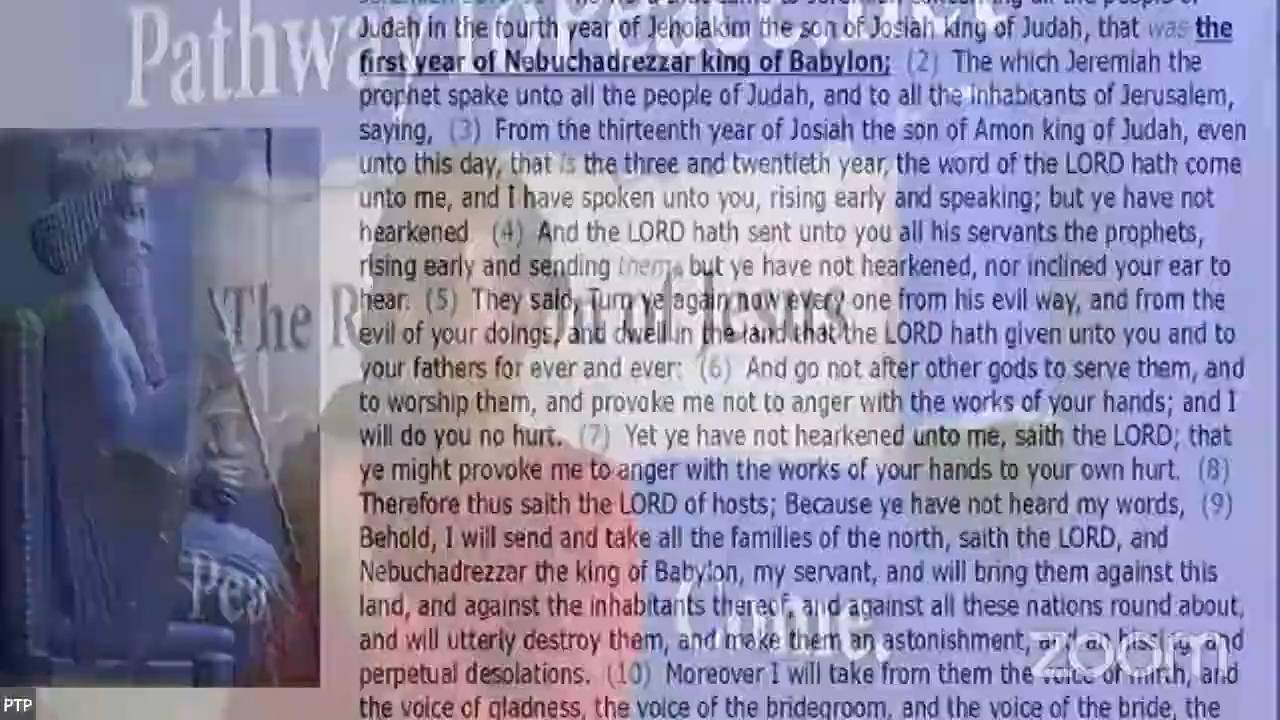 Pathway
Judah in the fourth year of Jehoiakim the son of Josiah king of Judah, that was the
first year of Nebuchadrezzar king of Babylon; (2) The which Jeremiah the
prophet spake unto all the people of Judah, and to all the inhabitants of Jerusalem,
saying, (3) From the thirteenth year of Josiah the son of Amon king of Judah, even
unto this day, that is the three and twentieth year, the word of the LORD hath come
unto me, and I have spoken unto you, rising early and speaking; but ye have not
hearkened. (4) And the LORD hath sent unto you all his servants the prophets,
rising early and sending them; but ye have not hearkened, nor inclined your ear to
hear. (5) They said, Turn ye again now every one from his evil way, and from the
evil of your doings, and dwell in the land that the LORD hath given unto you and to
your fathers for ever and ever: (6) And go not after other gods to serve them, and
to worship them, and provoke me not to anger with the works of your hands; and I
will do you no hurt. (7) Yet ye have not hearkened unto me, saith the LORD; that
ye might provoke me to anger with the works of your hands to your own hurt. (8)
Therefore thus saith the LORD of hosts; Because ye have not heard my words, (9)
Behold, I will send and take all the families of the north, saith the LORD, and
Nebuchadrezzar the king of Babylon, my servant, and will bring them against this
land, and against the inhabitants thereof, and against all these nations round about,
and will utterly destroy them, and make them an astonishment, and an hissing, and
perpetual desolations. (10) Moreover I will take from them the voice of mirth, and
the voice of gladness, the voice of the bridegroom, and the voice of the bride, the
The of Jesus
Come,
zoom
PTP